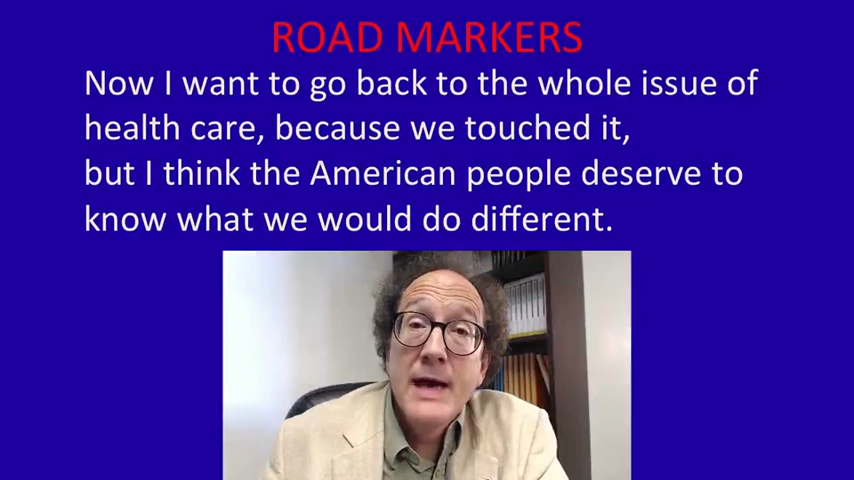 ROAD MARKERS
Now I want to go back to the whole issue of
health care, because we touched it,
but I think the American people deserve to
know what we would do different.